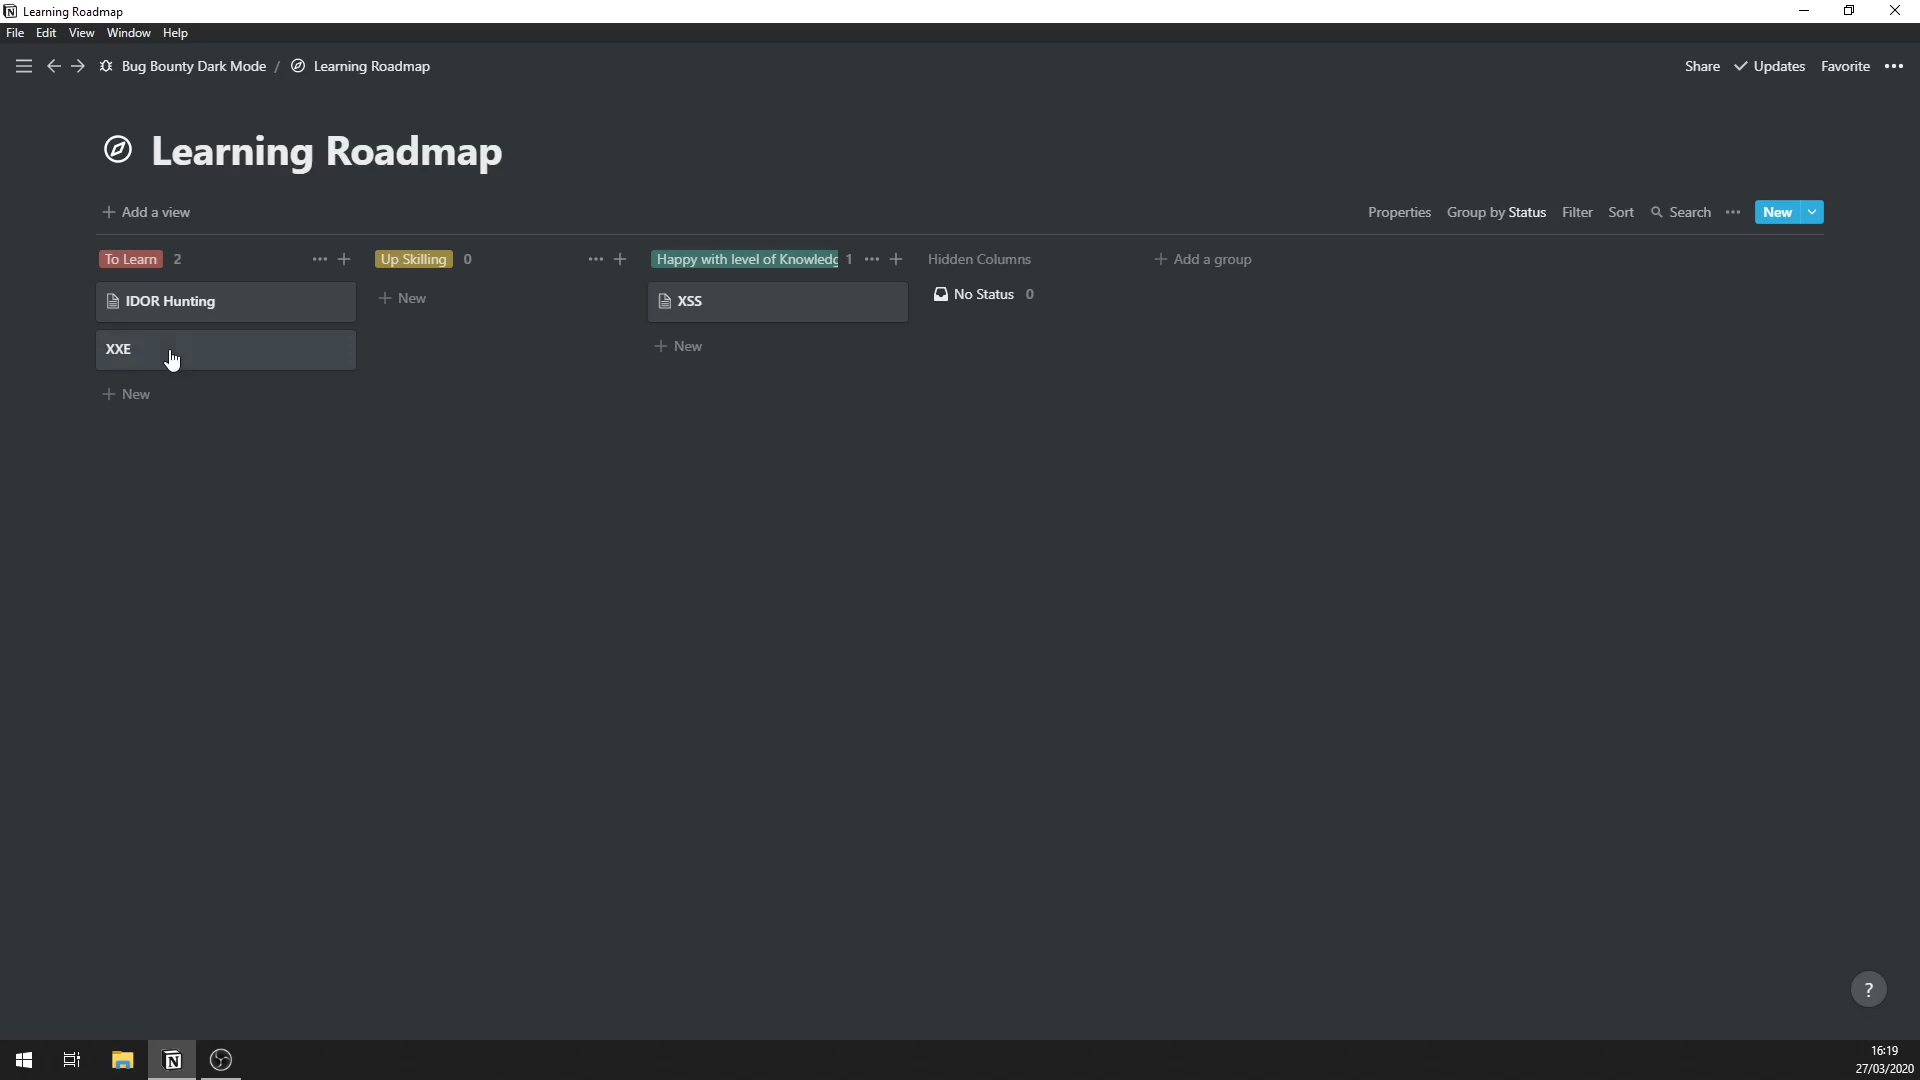 Learning Roadmap
File Edit View Window Help
Bug Bounty Dark Mode / Learning Roadmap
Share Updates Favorite
Learning Roadmap
Add a view
Properties Group by Status Filter Sort Search New
To Learn 2
Up Skilling 0
Happy with level of Knowledg 1
Hidden Columns
Add a group
IDOR Hunting
New
XSS
No Status 0
XXE
New
New
?
16:19
27/03/2020